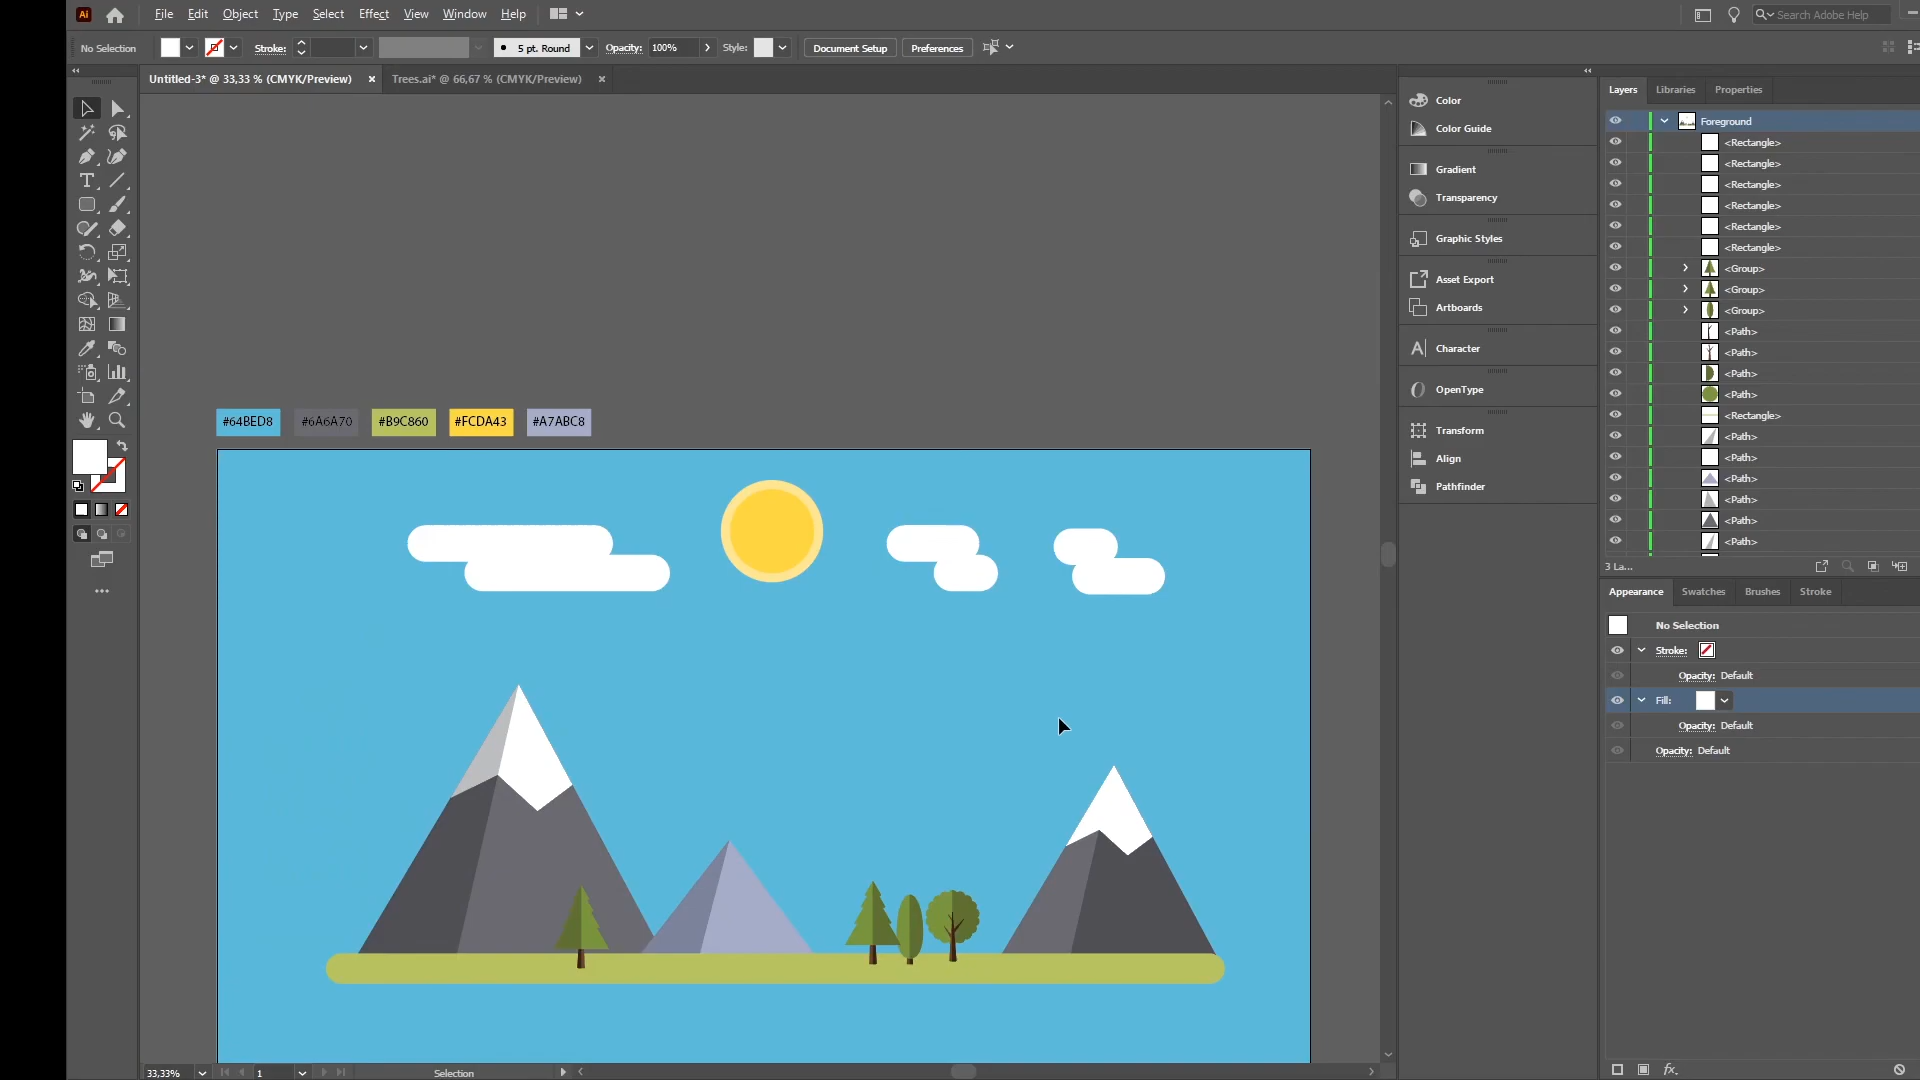 Ai File Edit Object Type Select Effect View Window Help Search Adobe Help
No Selection Stroke: 5 pt. Round Opacity: 100% Style: Document Setup Preferences
Untitled-3* @ 33,33 % (CMYK/Preview) × Trees.ai* @ 66,67 % (CMYK/Preview) ×
#64BED8 #6A6A70 #B9C860 #FCDA43 #A7ABC8
33,33% 1 Selection
Color
Color Guide
Gradient
Transparency
Graphic Styles
Asset Export
Artboards
Character
OpenType
Transform
Align
Pathfinder
Layers Libraries Properties
Foreground
<Rectangle>
<Rectangle>
<Rectangle>
<Rectangle>
<Rectangle>
<Rectangle>
<Group>
<Group>
<Group>
<Path>
<Path>
<Path>
<Path>
<Rectangle>
<Path>
<Path>
<Path>
<Path>
<Path>
<Path>
3 La...
Appearance Swatches Brushes Stroke
No Selection
Stroke:
Opacity: Default
Fill:
Opacity: Default
Opacity: Default
fx.